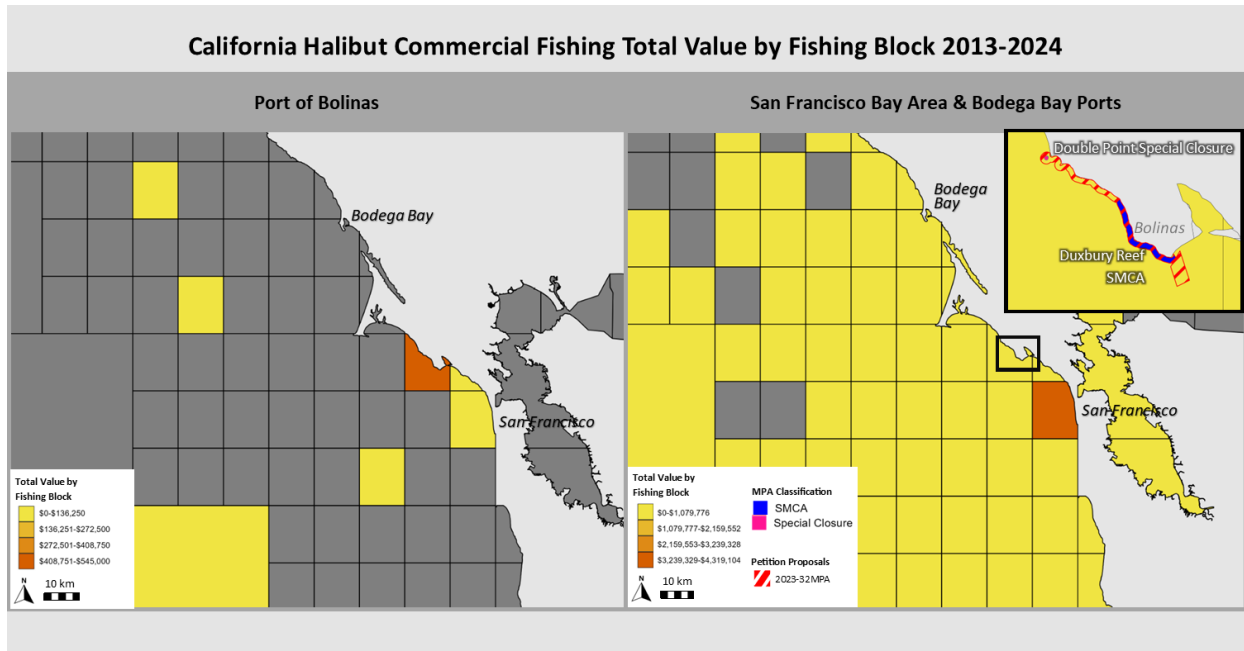 California Halibut Commercial Fishing Total Value by Fishing Block 2013-2024
Port of Bolinas
San Francisco Bay Area & Bodega Bay Ports
Bodega Bay
San Francisco
Total Value by
Fishing Block
$0-$136,250
$136,251-$272,500
$272,501-$408,750
$408,751-$545,000
N
10 km
Double Point Special Closure
Bolinas
Duxbury Reef
SMCA
Bodega
Bay
San Francisco
Total Value by
Fishing Block
$0-$1,079,776
$1,079,777-$2,159,552
$2,159,553-$3,239,328
$3,239,329-$4,319,104
N
10 km
MPA Classification
SMCA
Special Closure
Petition Proposals
2023-32MPA